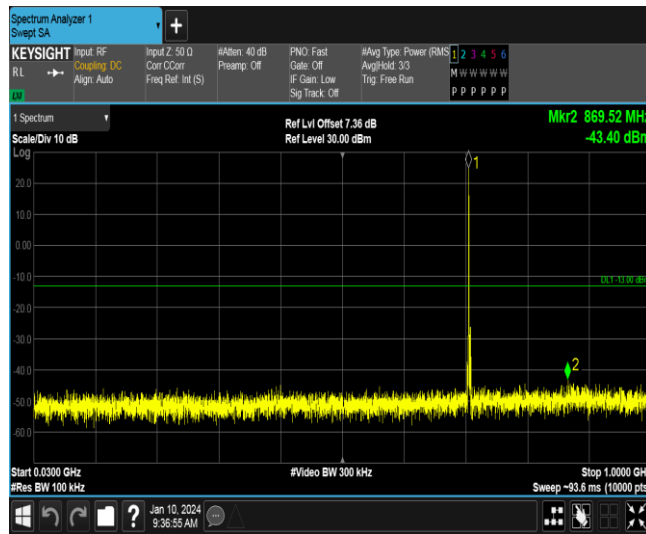 Spectrum Analyzer 1
Swept SA
KEYSIGHT
RL
Input: RF
Coupling: DC
Align: Auto
Input Z: 50 Ω
Corr CCorr
Freq Ref: Int (S)
#Atten: 40 dB
Preamp: Off
PNO: Fast
Gate: Off
IF Gain: Low
Sig Track: Off
#Avg Type: Power (RMS
Avg|Hold: 3/3
Trig: Free Run
1 2 3 4 5 6
M W W W W W
P P P P P P
1 Spectrum
Scale/Div 10 dB
Log
Ref Lvl Offset 7.36 dB
Ref Level 30.00 dBm
Mkr2 869.52 MHz
-43.40 dBm
1
20.0
10.0
0.00
-10.0
DL1 -13.00 dBm
-20.0
-30.0
-40.0
2
-50.0
-60.0
Start 0.0300 GHz
#Res BW 100 kHz
#Video BW 300 kHz
Stop 1.0000 GH
Sweep ~93.6 ms (10000 pts
?
Jan 10, 2024
9:36:55 AM